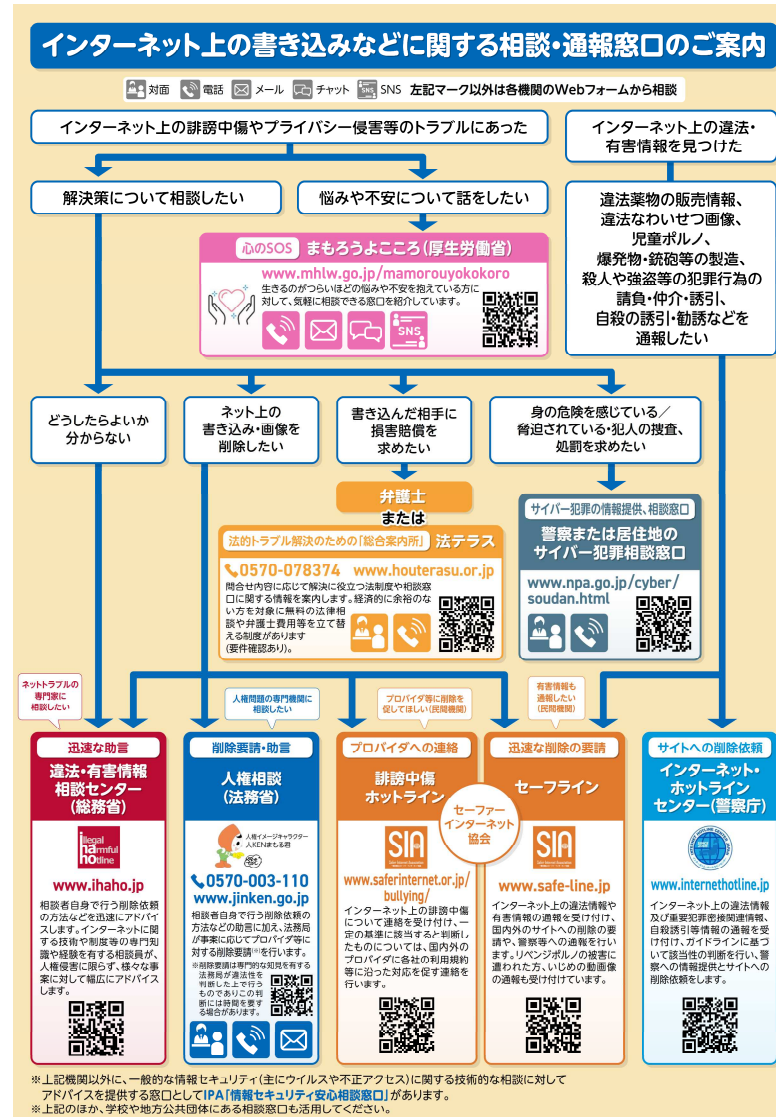 インターネット上の書き込みなどに関する相談・通報窓口のご案内
対面 電話 メール チャット SNS 左記マーク以外は各機関のWebフォームから相談
インターネット上の誹謗中傷やプライバシー侵害等のトラブルにあった
インターネット上の違法・
有害情報を見つけた
解決策について相談したい
悩みや不安について話をしたい
違法薬物の販売情報、
違法なわいせつ画像、
児童ポルノ、
爆発物・銃砲等の製造、
殺人や強盗等の犯罪行為の
請負・仲介・誘引、
自殺の誘引・勧誘などを
通報したい
心のSOS まもろうよこころ(厚生労働省)
www.mhlw.go.jp/mamorouyokokoro
生きるのがつらいほどの悩みや不安を抱えている方に
対して、気軽に相談できる窓口を紹介しています。
SNS
どうしたらよいか
分からない
ネット上の
書き込み・画像を
削除したい
書き込んだ相手に
損害賠償を
求めたい
身の危険を感じている/
脅迫されている・犯人の捜査、
処罰を求めたい
弁護士
または
法的トラブル解決のための「総合案内所」 法テラス
0570-078374 www.houterasu.or.jp
問合せ内容に応じて解決に役立つ法制度や相談窓
口に関する情報を案内します。経済的に余裕のな
い方を対象に無料の法律相
談や弁護士費用等を立て替
える制度があります
(要件確認あり)。
サイバー犯罪の情報提供、相談窓口
警察または居住地の
サイバー犯罪相談窓口
www.npa.go.jp/cyber/
soudan.html
ネットトラブルの
専門家に
相談したい
人権問題の専門機関に
相談したい
プロバイダ等に削除を
促してほしい(民間機関)
有害情報も
通報したい
(民間機関)
迅速な助言
違法・有害情報
相談センター
(総務省)
illegal
harmful
hotline
www.ihaho.jp
相談者自身で行う削除依頼
の方法などを迅速にアドバイ
スします。インターネットに関
する技術や制度等の専門知
識や経験を有する相談員が、
人権侵害に限らず、様々な事
案に対して幅広にアドバイス
します。
削除要請・助言
人権相談
(法務省)
人権イメージキャラクター
人KENまもる君
0570-003-110
www.jinken.go.jp
相談者自身で行う削除依頼の
方法などの助言に加え、法務局
が事案に応じてプロバイダ等に
対する削除要請(※)を行います。
※削除要請は専門的な知見を有する
法務局が違法性を
判断した上で行う
ものでありこの判
断には時間を要す
る場合があります。
プロバイダへの連絡
誹謗中傷
ホットライン
SIA
Safer Internet Association
www.saferinternet.or.jp/
bullying/
インターネット上の誹謗中傷
について連絡を受け付け、一
定の基準に該当すると判断し
たものについては、国内外の
プロバイダに各社の利用規約
等に沿った対応を促す連絡を
行います。
セーファー
インターネット
協会
迅速な削除の要請
セーフライン
SIA
Safer Internet Association
www.safe-line.jp
インターネット上の違法情報や
有害情報の通報を受け付け、
国内外のサイトへの削除の要
請や、警察等への通報を行い
ます。リベンジポルノの被害に
遭われた方、いじめの動画像
の通報も受け付けています。
サイトへの削除依頼
インターネット・
ホットライン
センター(警察庁)
INTERNET HOTLINE CENTER JAPAN
www.internethotline.jp
インターネット上の違法情報
及び重要犯罪密接関連情報、
自殺誘引等情報の通報を受
け付け、ガイドラインに基づ
いて該当性の判断を行い、警
察への情報提供とサイトへの
削除依頼をします。
※上記機関以外に、一般的な情報セキュリティ(主にウイルスや不正アクセス)に関する技術的な相談に対して
アドバイスを提供する窓口としてIPA「情報セキュリティ安心相談窓口」があります。
※上記のほか、学校や地方公共団体にある相談窓口も活用してください。